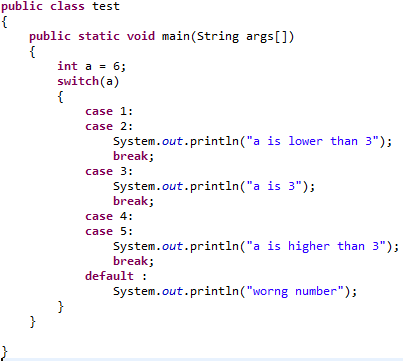 public class test
{
    public static void main(String args[])
    {
        int a = 6;
        switch(a)
        {
            case 1:
            case 2:
                System.out.println("a is lower than 3");
                break;
            case 3:
                System.out.println("a is 3");
                break;
            case 4:
            case 5:
                System.out.println("a is higher than 3");
                break;
            default :
                System.out.println("worng number");
        }
    }

}